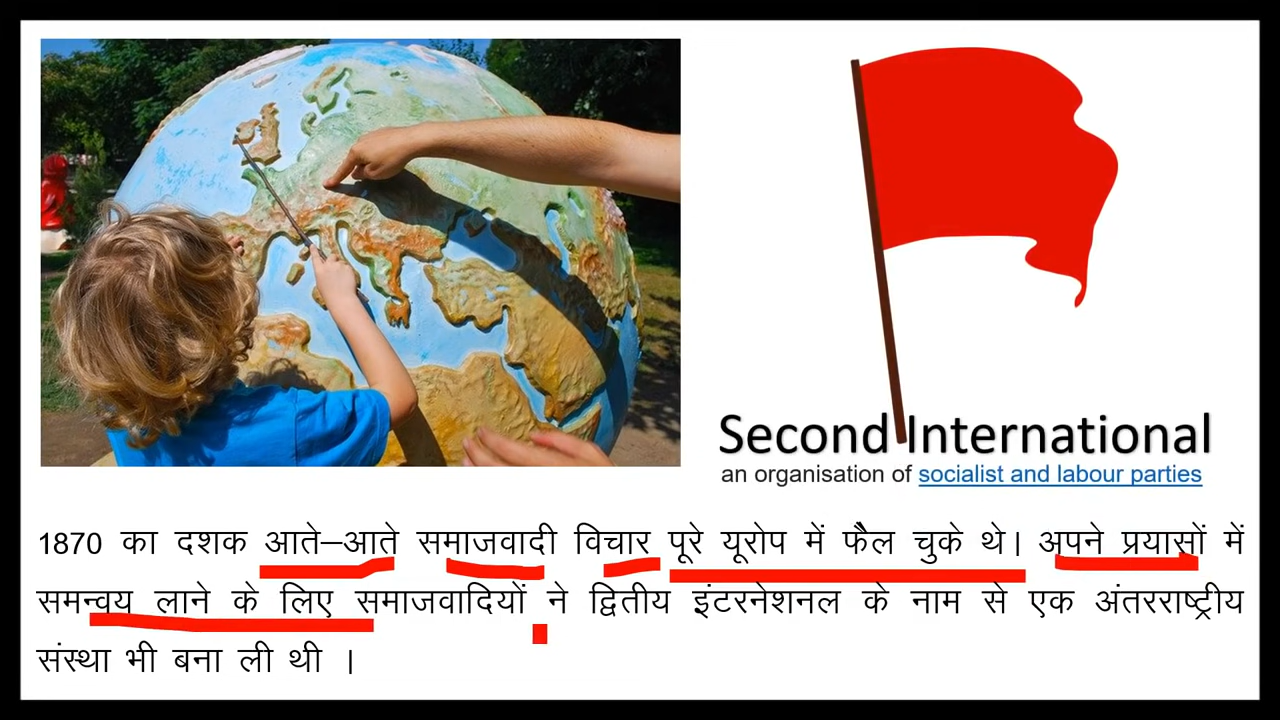 Second International
an organisation of socialist and labour parties
1870 का दशक आते–आते समाजवादी विचार पूरे यूरोप में फैल चुके थे। अपने प्रयासों में
समन्वय लाने के लिए समाजवादियों ने द्वितीय इंटरनेशनल के नाम से एक अंतरराष्ट्रीय
संस्था भी बना ली थी ।